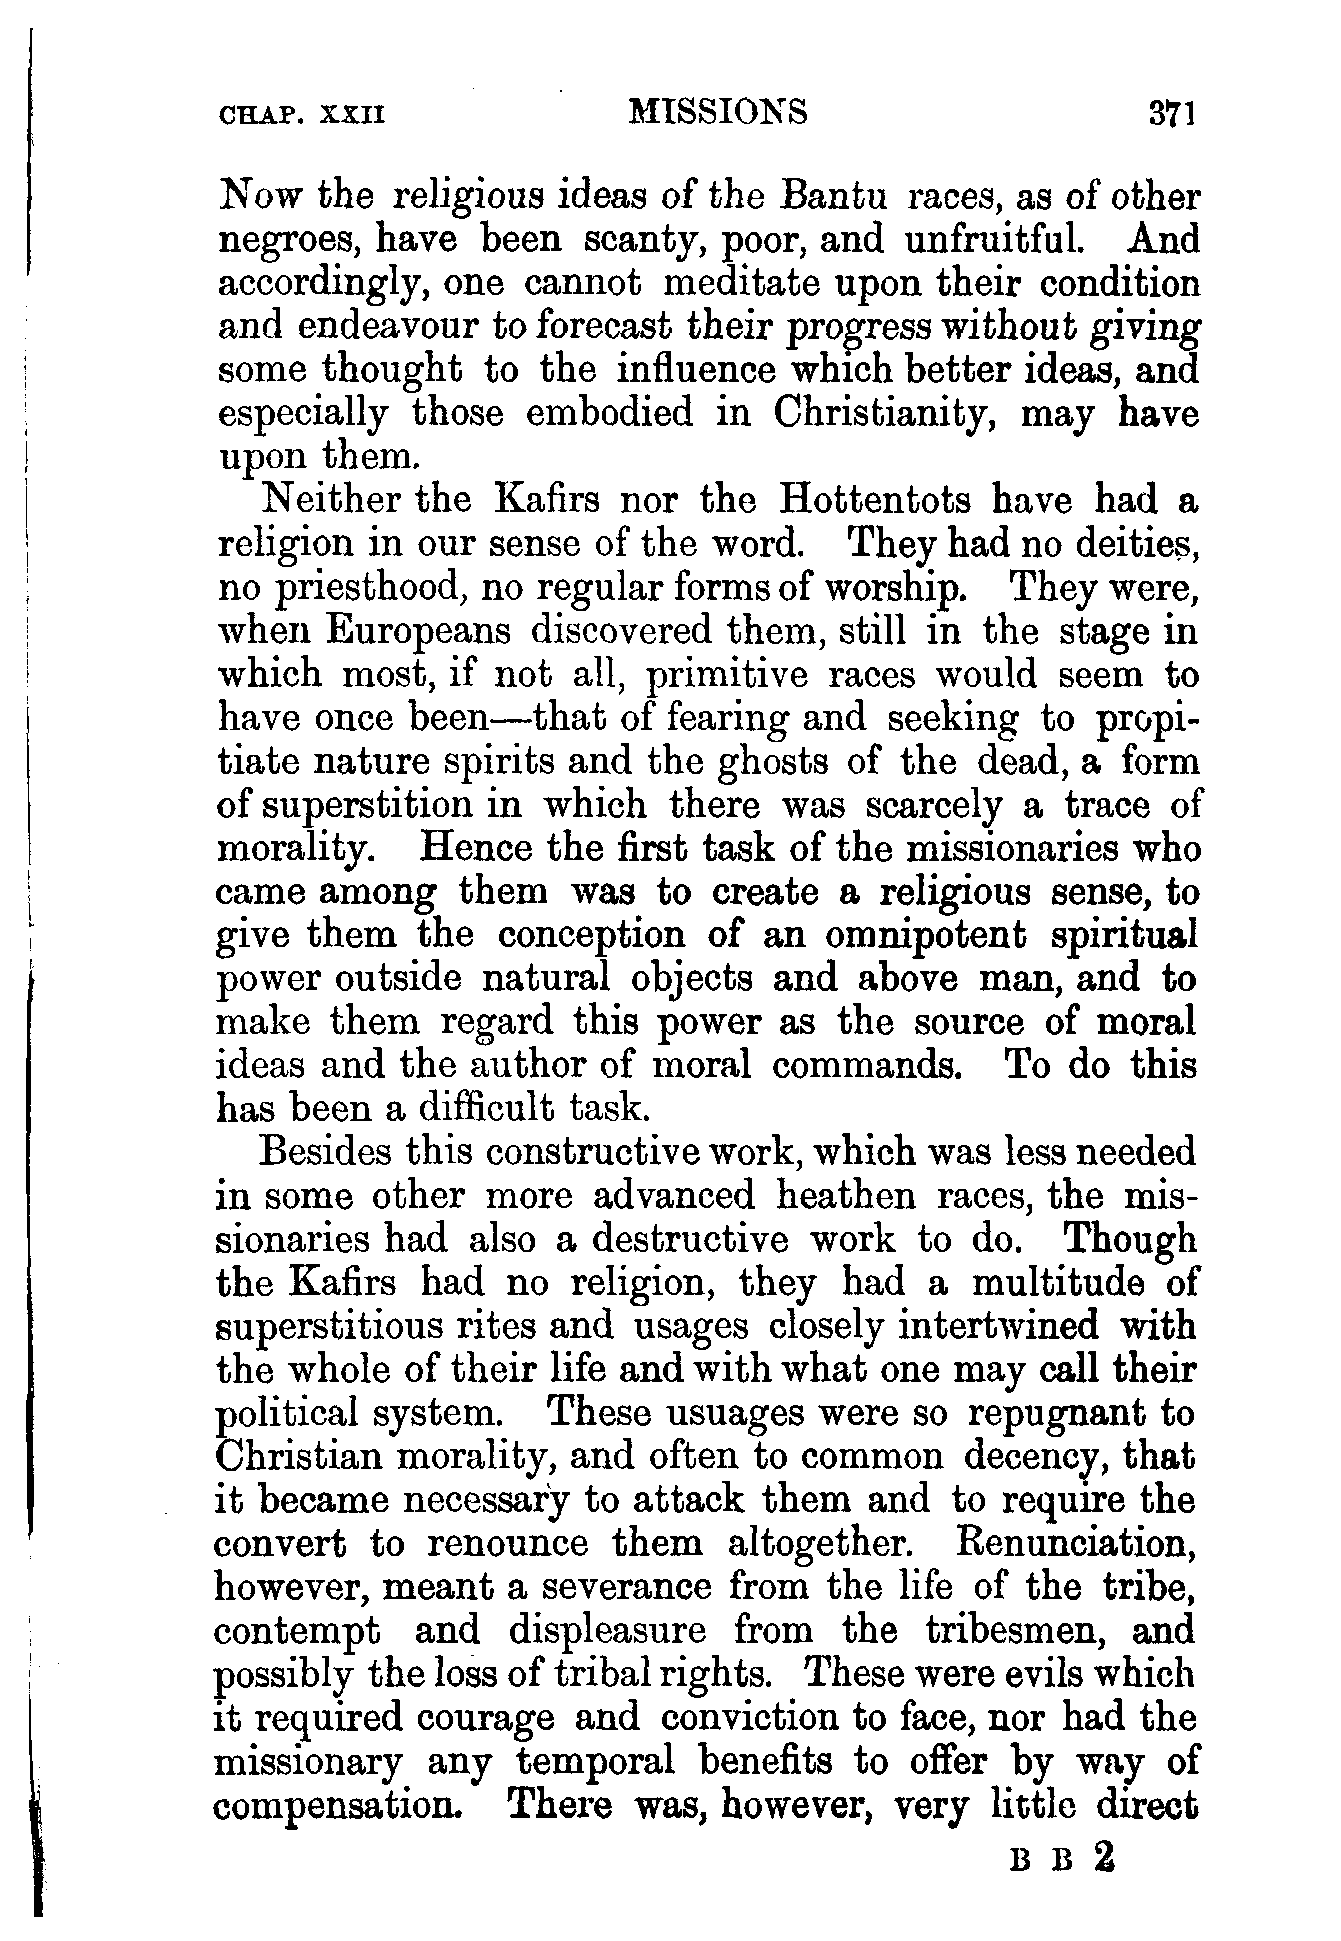 CHAP. XXII MISSIONS 371
Now the religious ideas of the Bantu races, as of other
negroes, have been scanty, poor, and unfruitful. And
accordingly, one cannot meditate upon their condition
and endeavour to forecast their progress without giving
some thought to the influence which better ideas, and
especially those embodied in Christianity, may have
upon them.
Neither the Kafirs nor the Hottentots have had a
religion in our sense of the word. They had no deities,
no priesthood, no regular forms of worship. They were,
when Europeans discovered them, still in the stage in
which most, if not all, primitive races would seem to
have once been—that of fearing and seeking to propi-
tiate nature spirits and the ghosts of the dead, a form
of superstition in which there was scarcely a trace of
morality. Hence the first task of the missionaries who
came among them was to create a religious sense, to
give them the conception of an omnipotent spiritual
power outside natural objects and above man, and to
make them regard this power as the source of moral
ideas and the author of moral commands. To do this
has been a difficult task.
Besides this constructive work, which was less needed
in some other more advanced heathen races, the mis-
sionaries had also a destructive work to do. Though
the Kafirs had no religion, they had a multitude of
superstitious rites and usages closely intertwined with
the whole of their life and with what one may call their
political system. These usuages were so repugnant to
Christian morality, and often to common decency, that
it became necessary to attack them and to require the
convert to renounce them altogether. Renunciation,
however, meant a severance from the life of the tribe,
contempt and displeasure from the tribesmen, and
possibly the loss of tribal rights. These were evils which
it required courage and conviction to face, nor had the
missionary any temporal benefits to offer by way of
compensation. There was, however, very little direct
B B 2